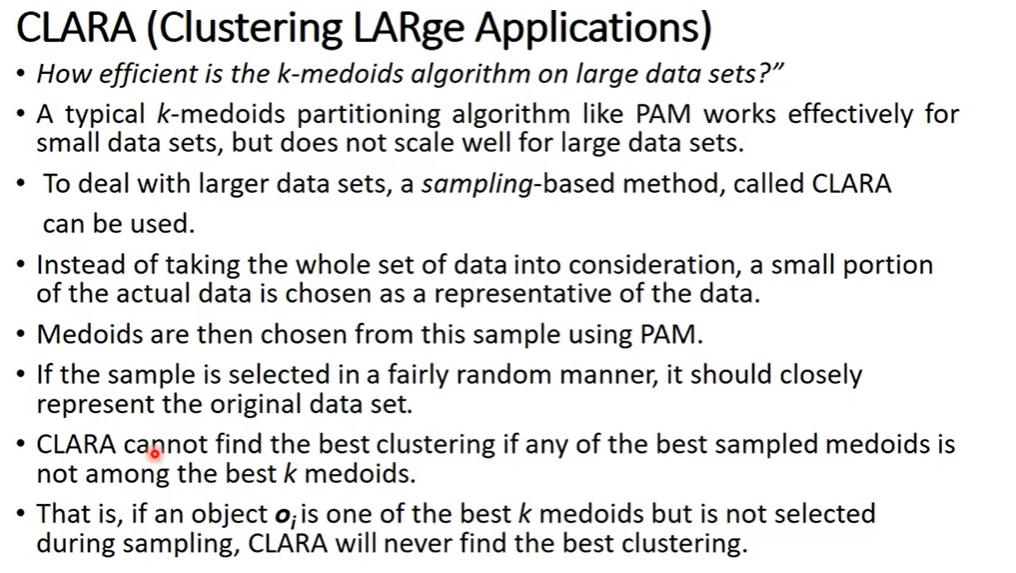 CLARA (Clustering LARge Applications)
• How efficient is the k-medoids algorithm on large data sets?”
• A typical k-medoids partitioning algorithm like PAM works effectively for
small data sets, but does not scale well for large data sets.
• To deal with larger data sets, a sampling-based method, called CLARA
can be used.
• Instead of taking the whole set of data into consideration, a small portion
of the actual data is chosen as a representative of the data.
• Medoids are then chosen from this sample using PAM.
• If the sample is selected in a fairly random manner, it should closely
represent the original data set.
• CLARA cannot find the best clustering if any of the best sampled medoids is
not among the best k medoids.
• That is, if an object oi is one of the best k medoids but is not selected
during sampling, CLARA will never find the best clustering.